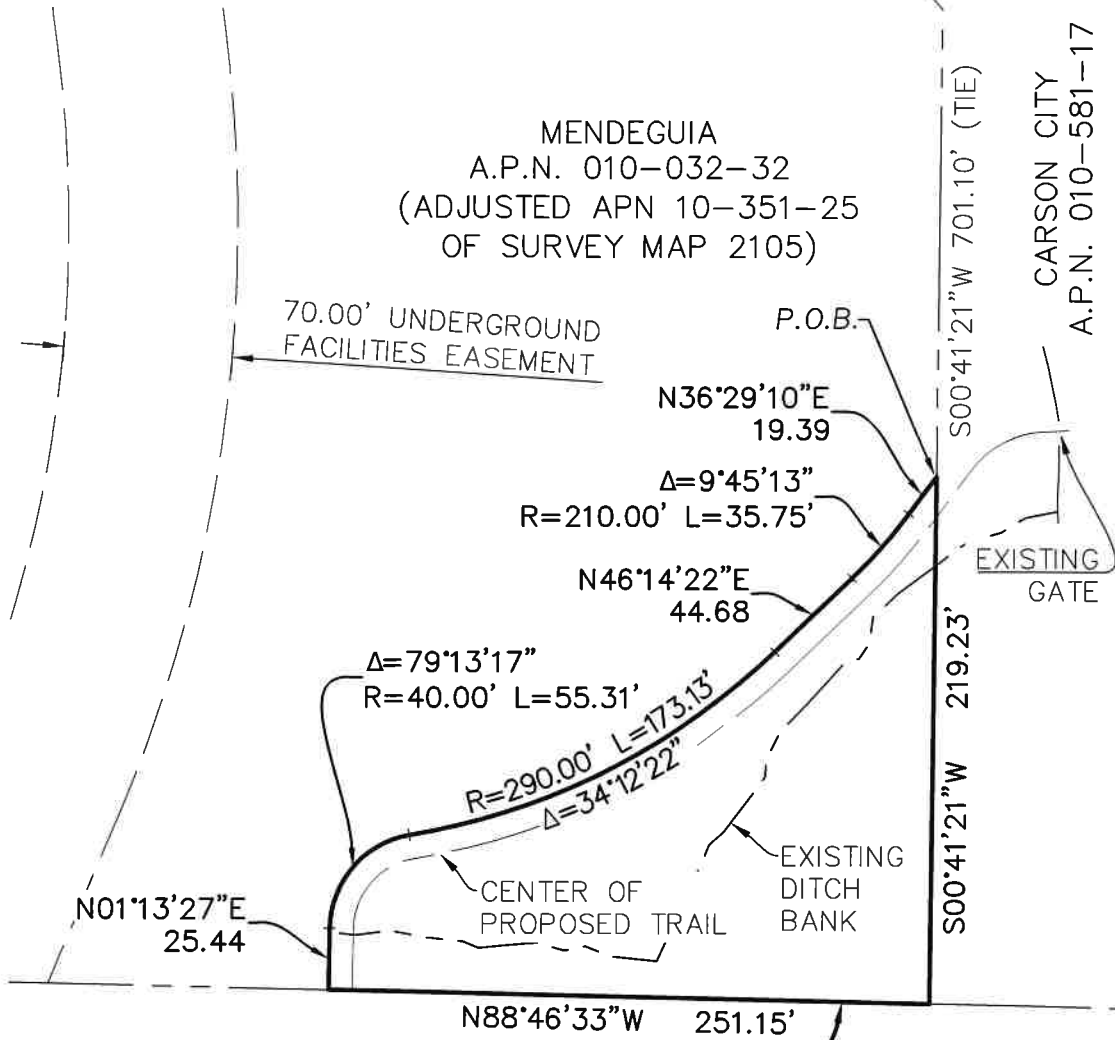 MENDEGUIA
A.P.N. 010-032-32
(ADJUSTED APN 10-351-25
OF SURVEY MAP 2105)
S00°41'21"W 701.10' (TIE)
CARSON CITY
A.P.N. 010-581-17
70.00' UNDERGROUND
FACILITIES EASEMENT
P.O.B.
N36°29'10"E
19.39
Δ=9°45'13"
R=210.00' L=35.75'
EXISTING
GATE
N46°14'22"E
44.68
Δ=79°13'17"
R=40.00' L=55.31'
R=290.00' L=173.13'
Δ=34°12'22"
S00°41'21"W 219.23'
EXISTING
DITCH
BANK
CENTER OF
PROPOSED TRAIL
N01°13'27"E
25.44
N88°46'33"W 251.15'